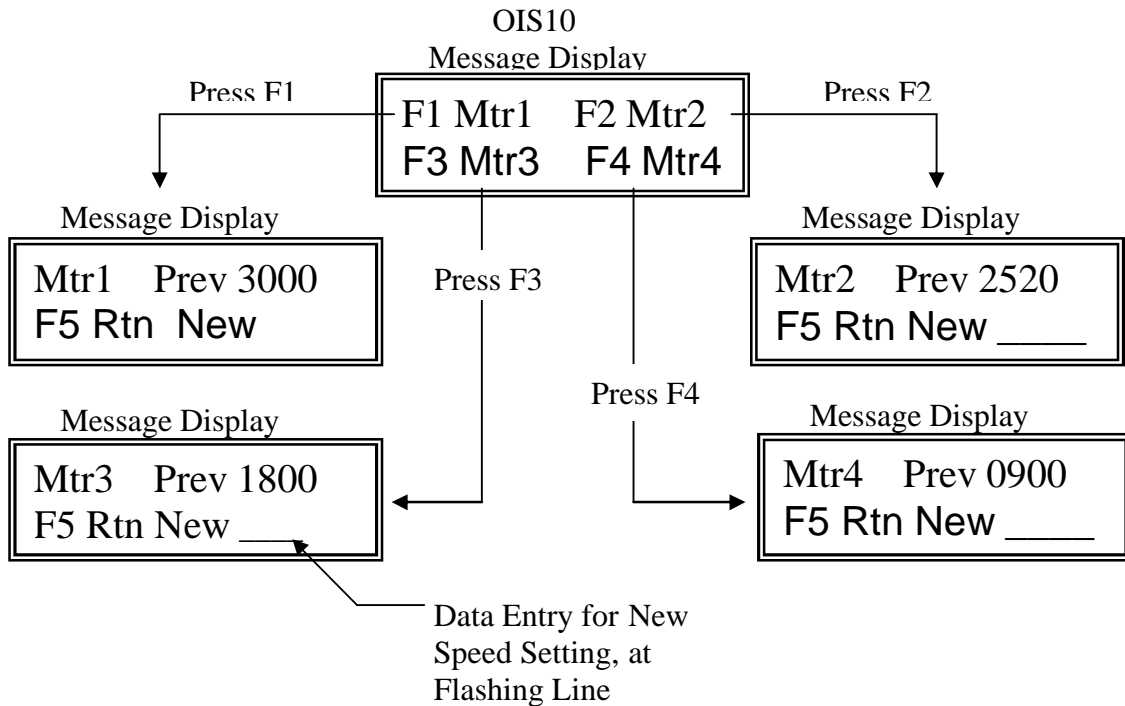 OIS10
Message Display
Press F1
Press F2
F1 Mtr1 F2 Mtr2
F3 Mtr3 F4 Mtr4
Message Display
Mtr1 Prev 3000
F5 Rtn New
Message Display
Mtr2 Prev 2520
F5 Rtn New ____
Press F3
Press F4
Message Display
Mtr3 Prev 1800
F5 Rtn New ____
Message Display
Mtr4 Prev 0900
F5 Rtn New ____
Data Entry for New
Speed Setting, at
Flashing Line